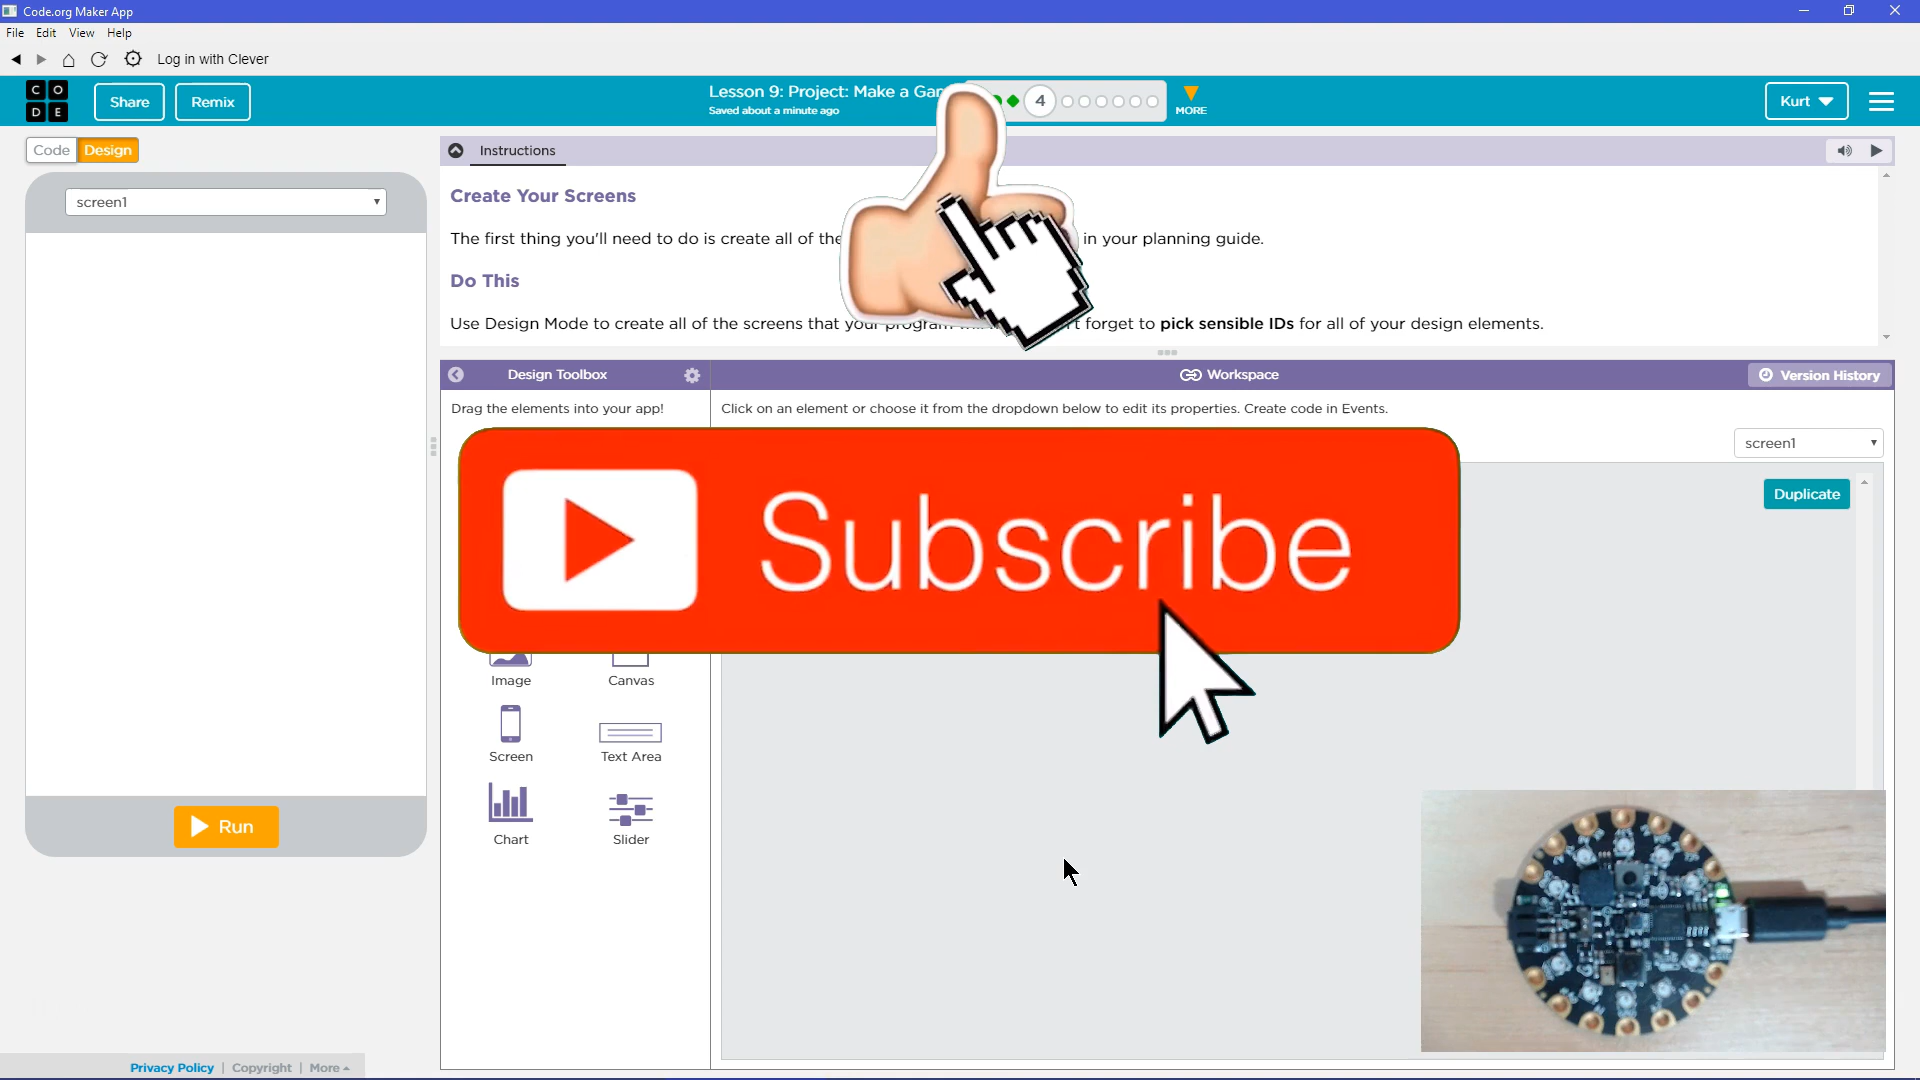 Code.org Maker App
File Edit View Help
Log in with Clever
CODE
Share
Remix
Lesson 9: Project: Make a
Saved about a minute ago
4
MORE
Kurt
Code
Design
screen1
Instructions
Create Your Screens
The first thing you'll need to do is create all of the in your planning guide.
Do This
Use Design Mode to create all of the screens that your program forget to pick sensible IDs for all of your design elements.
Design Toolbox
Workspace
Version History
Drag the elements into your app!
Click on an element or choose it from the dropdown below to edit its properties. Create code in Events.
screen1
Duplicate
Subscribe
Image
Canvas
Screen
Text Area
Chart
Slider
Run
Privacy Policy | Copyright | More